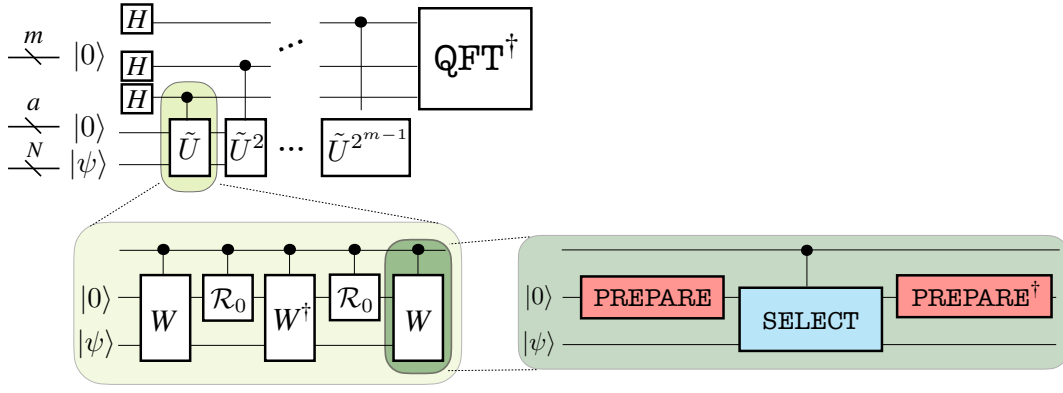 m |0⟩ H ... QFT†
H
H
a |0⟩ Ũ Ũ² ... Ũ^{2^{m-1}}
N |ψ⟩
|0⟩ W R₀ W† R₀ W
|ψ⟩
|0⟩ PREPARE SELECT PREPARE†
|ψ⟩